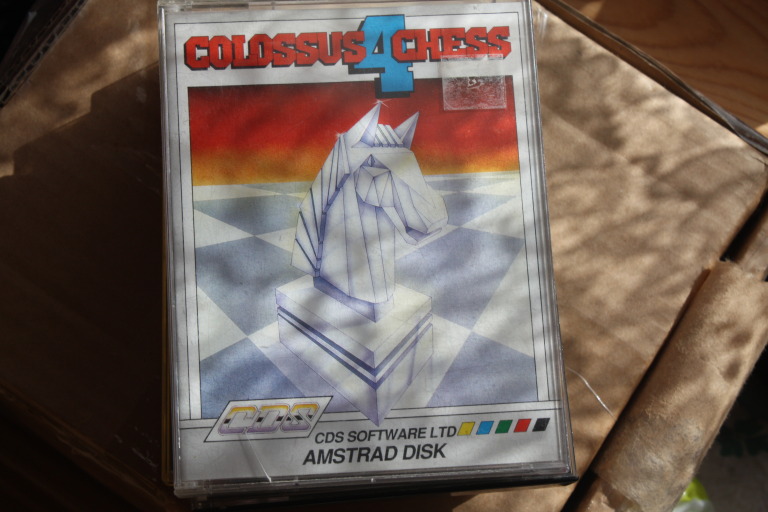 COLOSSUS 4 CHESS
CDS
CDS SOFTWARE LTD
AMSTRAD DISK